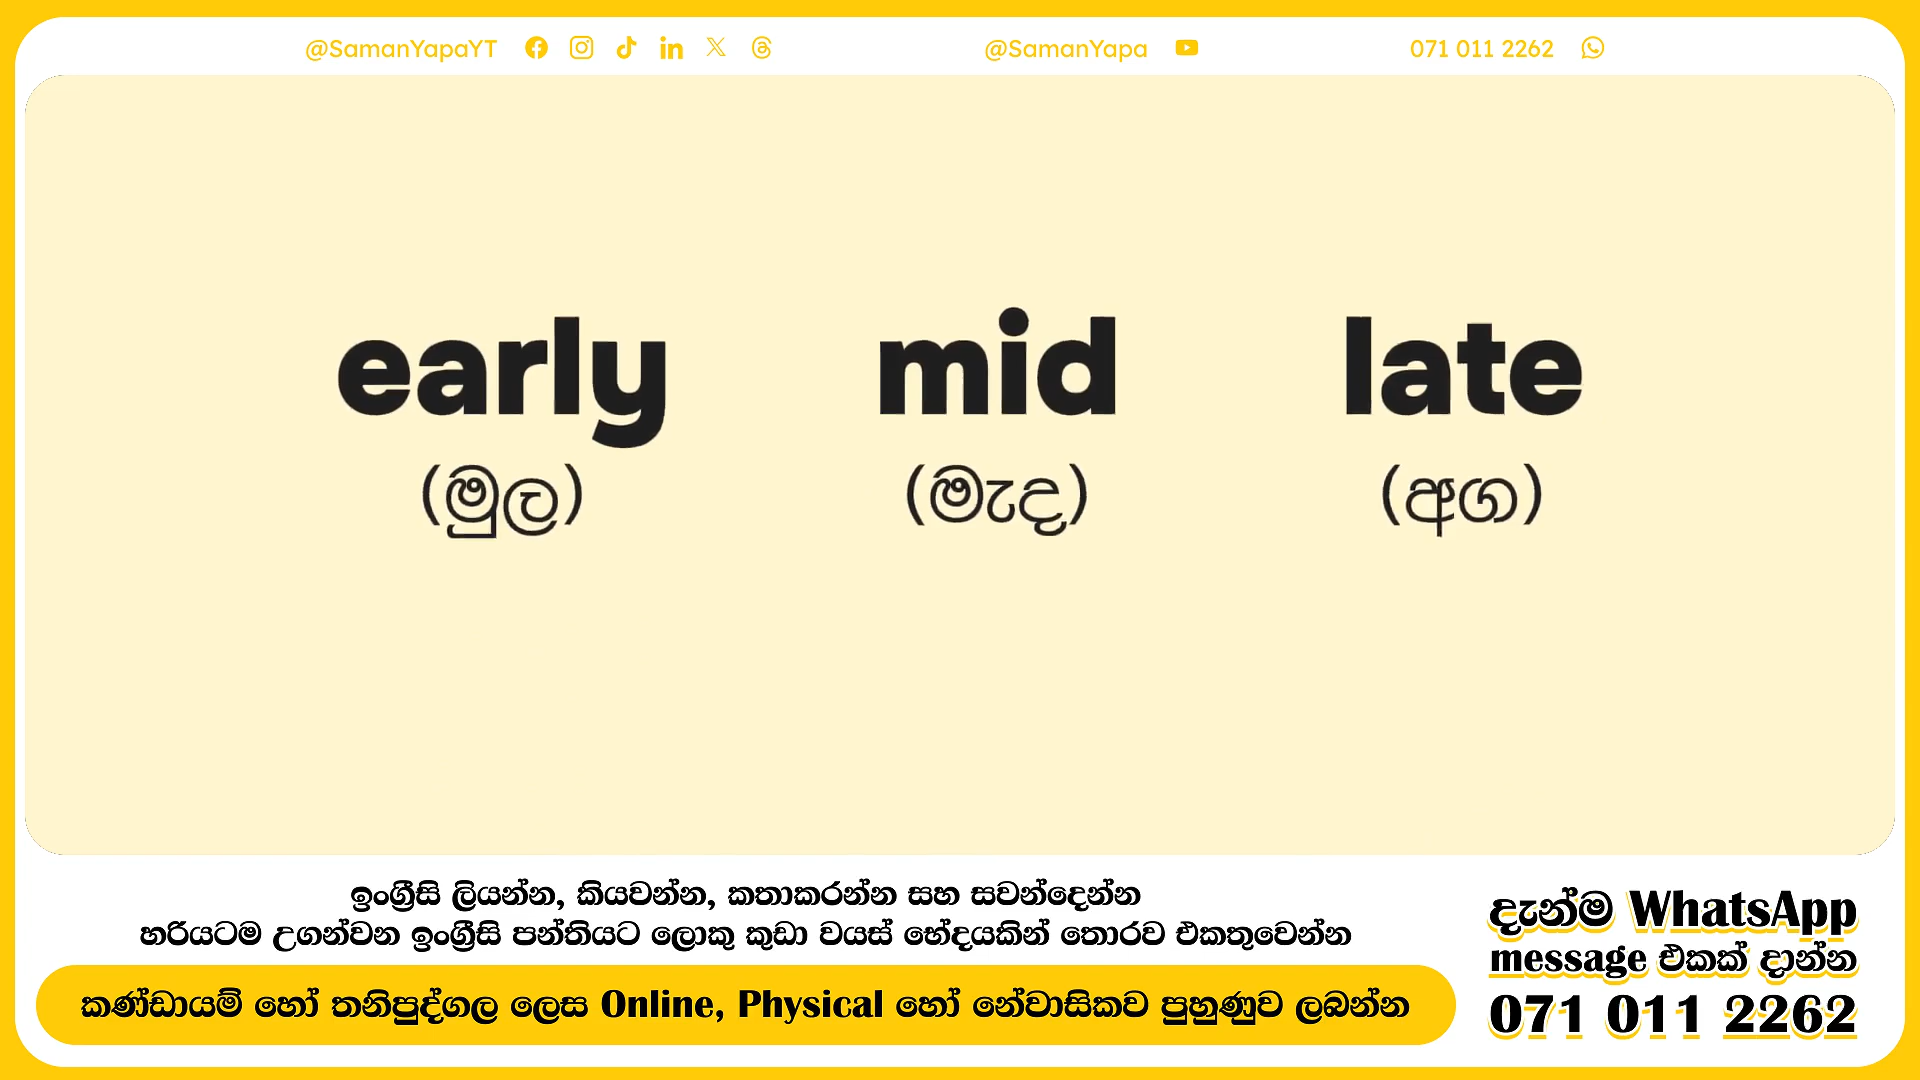 @SamanYapaYT @SamanYapa 071 011 2262
early mid late
(මුල) (මැද) (අග)
ඉංග්‍රීසි ලියන්න, කියවන්න, කතාකරන්න සහ සවන්දෙන්න
හරියටම උගන්වන ඉංග්‍රීසි පන්තියට ලොකු කුඩා වයස් භේදයකින් තොරව එකතුවෙන්න
කණ්ඩායම් හෝ තනිපුද්ගල ලෙස Online, Physical හෝ නේවාසිකව පුහුණුව ලබන්න
දැන්ම WhatsApp
message එකක් දාන්න
071 011 2262